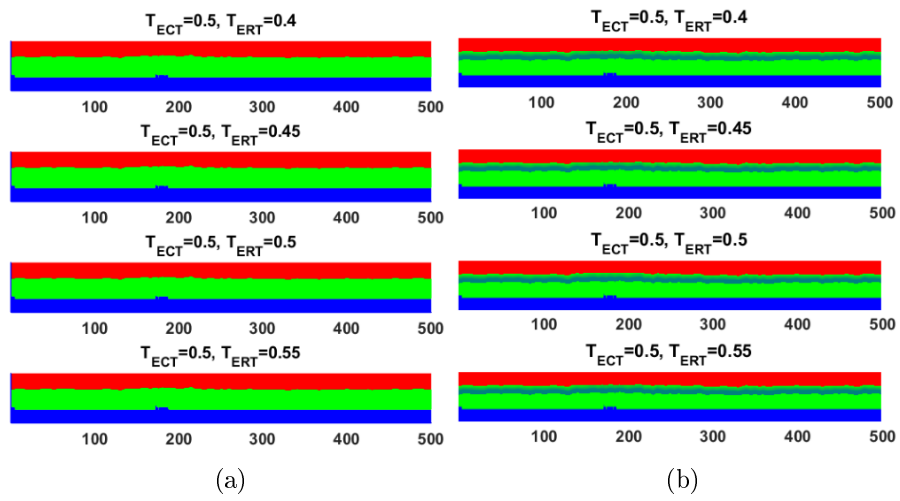 T_ECT=0.5, T_ERT=0.4
100 200 300 400 500
T_ECT=0.5, T_ERT=0.45
100 200 300 400 500
T_ECT=0.5, T_ERT=0.5
100 200 300 400 500
T_ECT=0.5, T_ERT=0.55
100 200 300 400 500
(a)
T_ECT=0.5, T_ERT=0.4
100 200 300 400 500
T_ECT=0.5, T_ERT=0.45
100 200 300 400 500
T_ECT=0.5, T_ERT=0.5
100 200 300 400 500
T_ECT=0.5, T_ERT=0.55
100 200 300 400 500
(b)